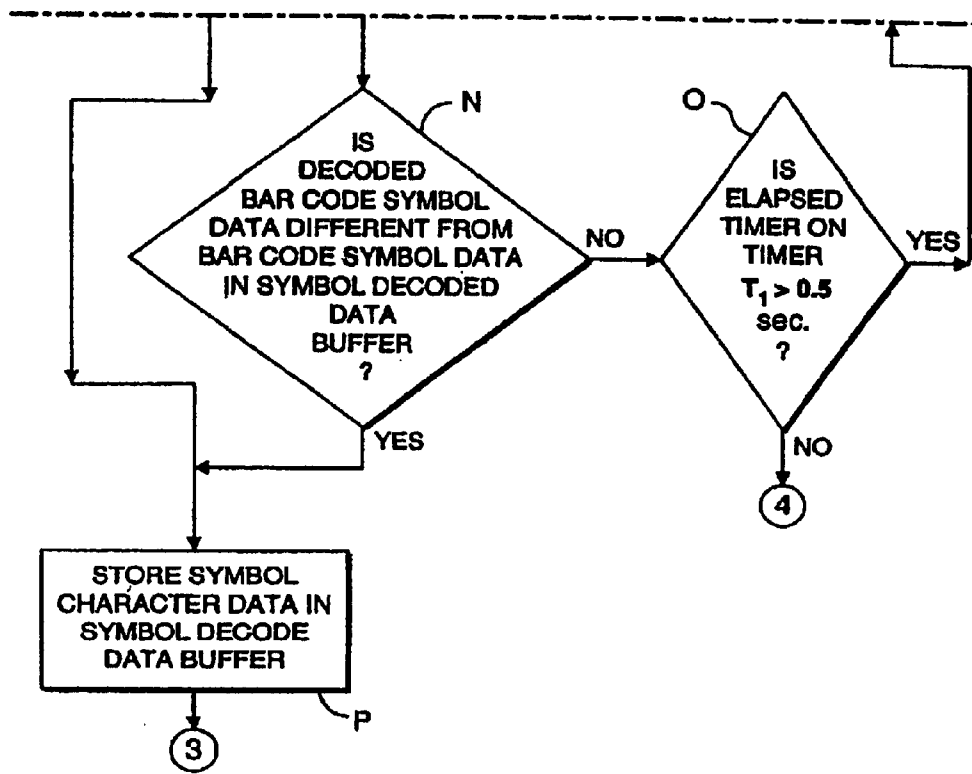 N
IS
DECODED
BAR CODE SYMBOL
DATA DIFFERENT FROM
BAR CODE SYMBOL DATA
IN SYMBOL DECODED
DATA
BUFFER
?
NO
YES
O
IS
ELAPSED
TIMER ON
TIMER
T₁ > 0.5
sec.
?
YES
NO
4
STORE SYMBOL
CHARACTER DATA IN
SYMBOL DECODE
DATA BUFFER
P
3